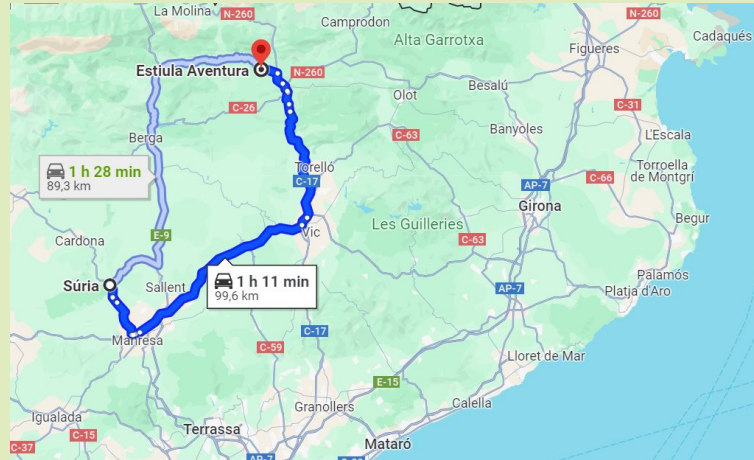 La Molina
N-260
Camprodon
N-260
Cadaqués
Alta Garrotxa
Figueres
Estiula Aventura
N-260
Olot
Besalú
C-26
C-31
Berga
C-63
Banyoles
L'Escala
1 h 28 min
89,3 km
Torelló
C-17
Torroella
de Montgrí
C-66
AP-7
Girona
Begur
E-9
Vic
Les Guilleries
C-63
Cardona
Palamós
Súria
Sallent
1 h 11 min
99,6 km
AP-7
Platja d'Aro
C-17
Manresa
C-59
Lloret de Mar
E-15
Igualada
Granollers
Calella
C-15
Terrassa
C-37
Mataró
AP-7